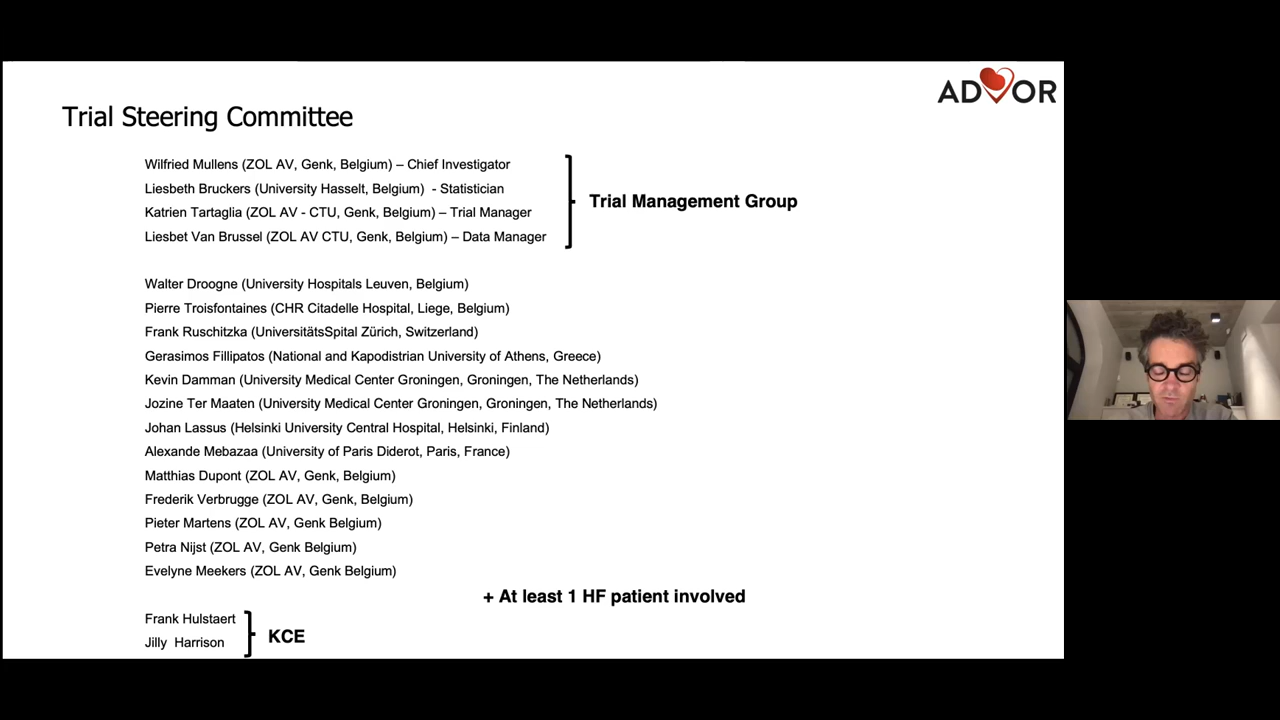 ADVOR
Trial Steering Committee
Wilfried Mullens (ZOL AV, Genk, Belgium) – Chief Investigator
Liesbeth Bruckers (University Hasselt, Belgium) - Statistician
Katrien Tartaglia (ZOL AV - CTU, Genk, Belgium) – Trial Manager
Liesbet Van Brussel (ZOL AV CTU, Genk, Belgium) – Data Manager
Trial Management Group
Walter Droogne (University Hospitals Leuven, Belgium)
Pierre Troisfontaines (CHR Citadelle Hospital, Liege, Belgium)
Frank Ruschitzka (UniversitätsSpital Zürich, Switzerland)
Gerasimos Fillipatos (National and Kapodistrian University of Athens, Greece)
Kevin Damman (University Medical Center Groningen, Groningen, The Netherlands)
Jozine Ter Maaten (University Medical Center Groningen, Groningen, The Netherlands)
Johan Lassus (Helsinki University Central Hospital, Helsinki, Finland)
Alexande Mebazaa (University of Paris Diderot, Paris, France)
Matthias Dupont (ZOL AV, Genk, Belgium)
Frederik Verbrugge (ZOL AV, Genk, Belgium)
Pieter Martens (ZOL AV, Genk Belgium)
Petra Nijst (ZOL AV, Genk Belgium)
Evelyne Meekers (ZOL AV, Genk Belgium)
+ At least 1 HF patient involved
Frank Hulstaert
Jilly Harrison
KCE